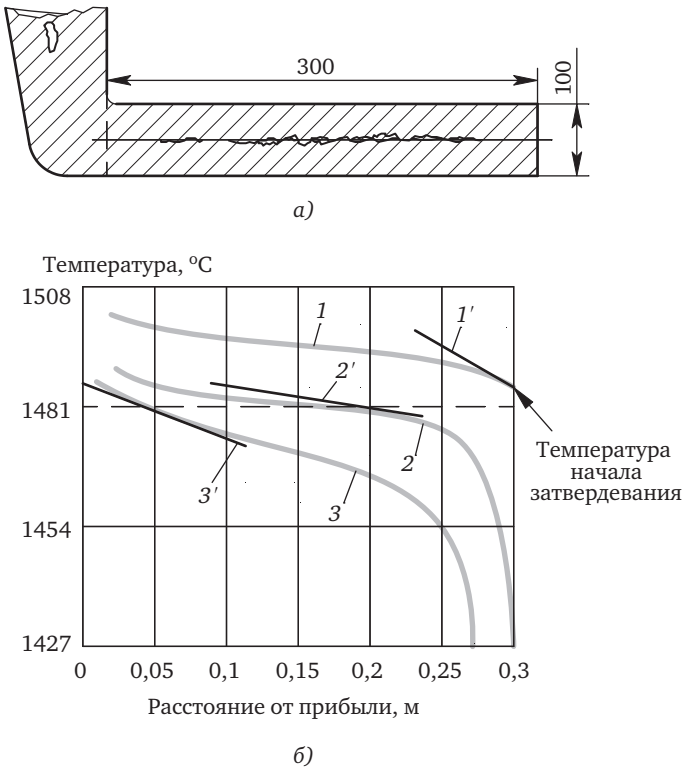 300
100
а)
Температура, °С
1508
1481
1454
1427
1
1′
2′
2
3′
3
Температура
начала
затвердевания
0 0,05 0,1 0,15 0,2 0,25 0,3
Расстояние от прибыли, м
б)